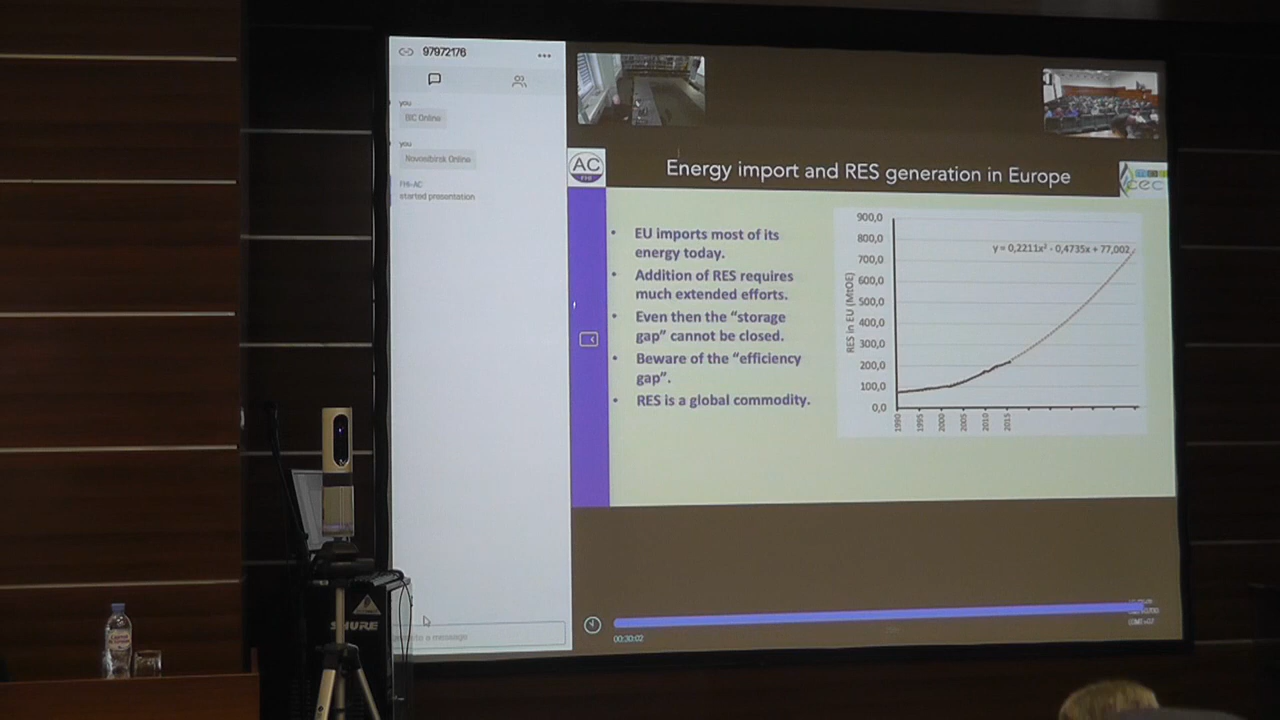 97972176
you
BIC Online
you
Novosibirsk Online
FHI-AC
started presentation
AC
FHI
Energy import and RES generation in Europe
cec
• EU imports most of its
energy today.
• Addition of RES requires
much extended efforts.
• Even then the “storage
gap” cannot be closed.
• Beware of the “efficiency
gap”.
• RES is a global commodity.
RES in EU (MtOE)
900,0
800,0
700,0
600,0
500,0
400,0
300,0
200,0
100,0
0,0
y = 0,2211x² - 0,4735x + 77,002
1990
1995
2000
2005
2010
2015
a message
00:30:02
SHURE